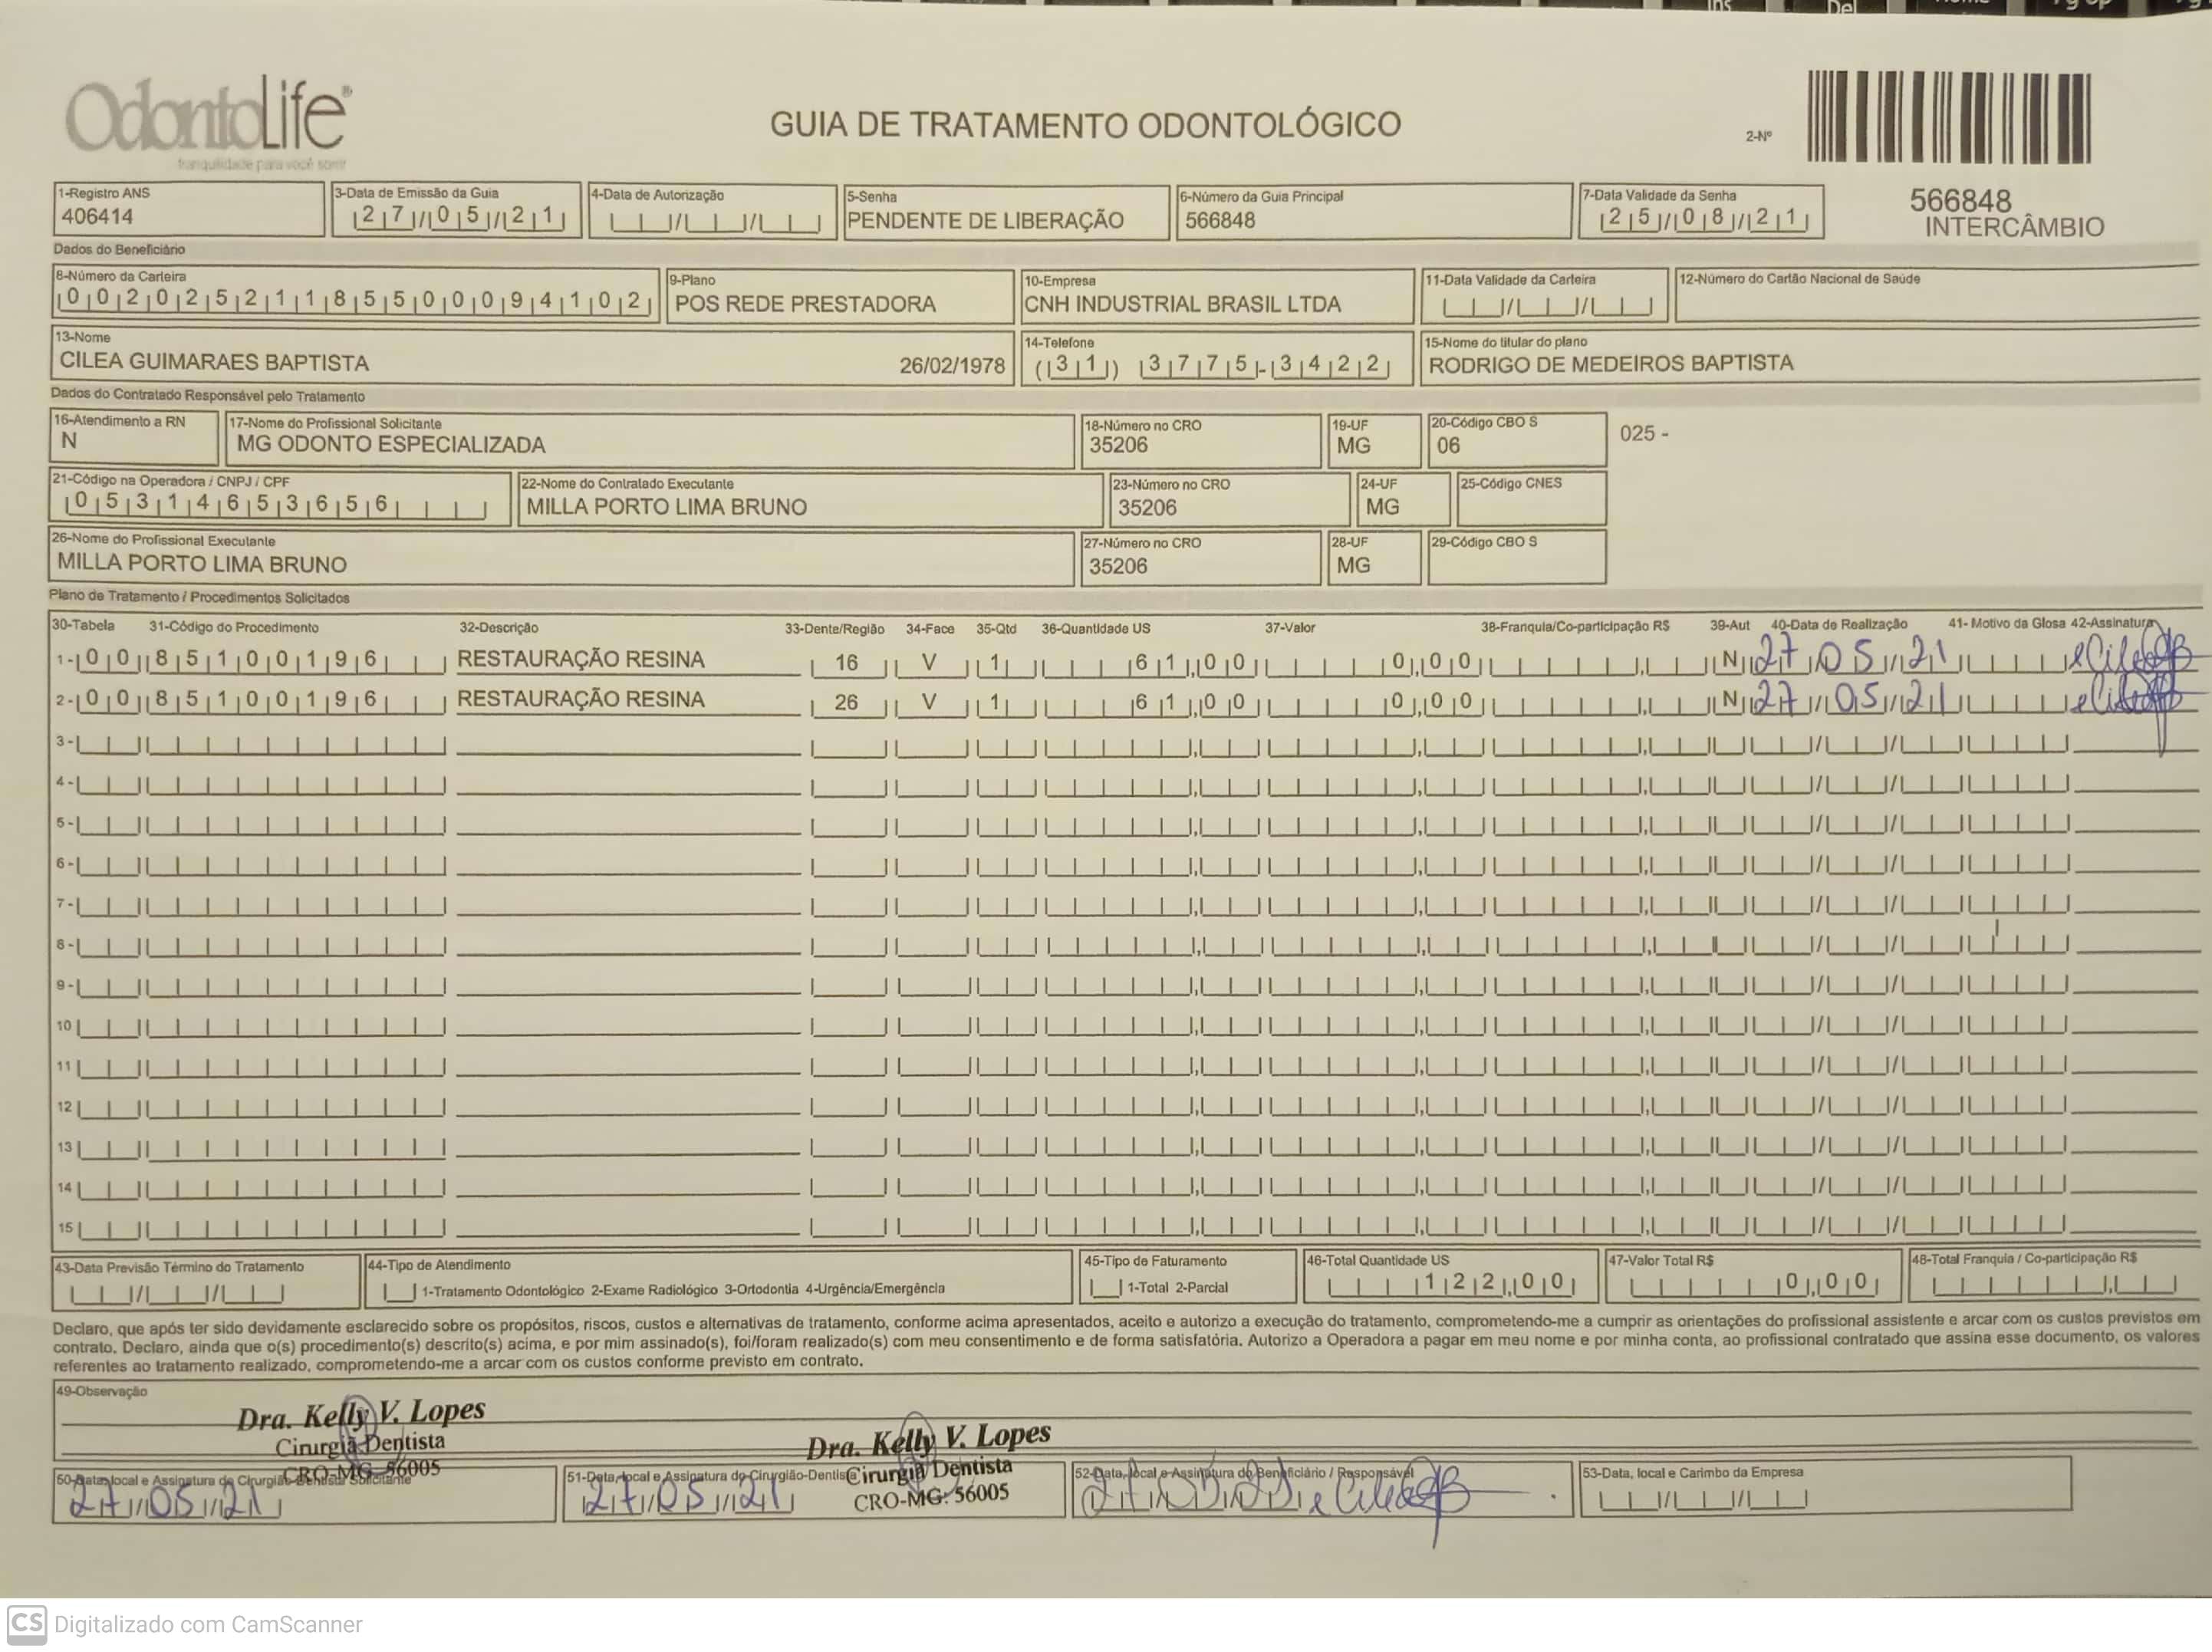 Ins Del Pg Up
OdontoLife®
tranquilidade para você sorrir
GUIA DE TRATAMENTO ODONTOLÓGICO
2-Nº
566848
INTERCÂMBIO
1-Registro ANS
406414
3-Data de Emissão da Guia
27/05/21
4-Data de Autorização
5-Senha
PENDENTE DE LIBERAÇÃO
6-Número da Guia Principal
566848
7-Data Validade da Senha
25/08/21
Dados do Beneficiário
8-Número da Carteira
00202521185500094102
9-Plano
POS REDE PRESTADORA
10-Empresa
CNH INDUSTRIAL BRASIL LTDA
11-Data Validade da Carteira
12-Número do Cartão Nacional de Saúde
13-Nome
CILEA GUIMARAES BAPTISTA 26/02/1978
14-Telefone
(31) 3775-3422
15-Nome do titular do plano
RODRIGO DE MEDEIROS BAPTISTA
Dados do Contratado Responsável pelo Tratamento
16-Atendimento a RN
N
17-Nome do Profissional Solicitante
MG ODONTO ESPECIALIZADA
18-Número no CRO
35206
19-UF
MG
20-Código CBO S
06
025 -
21-Código na Operadora / CNPJ / CPF
05314653656
22-Nome do Contratado Executante
MILLA PORTO LIMA BRUNO
23-Número no CRO
35206
24-UF
MG
25-Código CNES
26-Nome do Profissional Executante
MILLA PORTO LIMA BRUNO
27-Número no CRO
35206
28-UF
MG
29-Código CBO S
Plano de Tratamento / Procedimentos Solicitados
30-Tabela 31-Código do Procedimento 32-Descrição 33-Dente/Região 34-Face 35-Qtd 36-Quantidade US 37-Valor 38-Franquia/Co-participação R$ 39-Aut 40-Data de Realização 41- Motivo da Glosa 42-Assinatura
1- 00 85100196 RESTAURAÇÃO RESINA 16 V 1 61,00 0,00 N 27/05/21
2- 00 85100196 RESTAURAÇÃO RESINA 26 V 1 61,00 0,00 N 27/05/21
3-
4-
5-
6-
7-
8-
9-
10
11
12
13
14
15
43-Data Previsão Término do Tratamento
44-Tipo de Atendimento
1-Tratamento Odontológico 2-Exame Radiológico 3-Ortodontia 4-Urgência/Emergência
45-Tipo de Faturamento
1-Total 2-Parcial
46-Total Quantidade US
122,00
47-Valor Total R$
0,00
48-Total Franquia / Co-participação R$
Declaro, que após ter sido devidamente esclarecido sobre os propósitos, riscos, custos e alternativas de tratamento, conforme acima apresentados, aceito e autorizo a execução do tratamento, comprometendo-me a cumprir as orientações do profissional assistente e arcar com os custos previstos em
contrato. Declaro, ainda que o(s) procedimento(s) descrito(s) acima, e por mim assinado(s), foi/foram realizado(s) com meu consentimento e de forma satisfatória. Autorizo a Operadora a pagar em meu nome e por minha conta, ao profissional contratado que assina esse documento, os valores
referentes ao tratamento realizado, comprometendo-me a arcar com os custos conforme previsto em contrato.
49-Observação
Dra. Kelly V. Lopes
Cirurgiã Dentista
CRO-MG 56005
Dra. Kelly V. Lopes
Cirurgiã Dentista
CRO-MG: 56005
50-Data, local e Assinatura do Cirurgião-Dentista Solicitante
27/05/21
51-Data, local e Assinatura do Cirurgião-Dentista
27/05/21
52-Data, local e Assinatura do Beneficiário / Responsável
53-Data, local e Carimbo da Empresa
CS Digitalizado com CamScanner